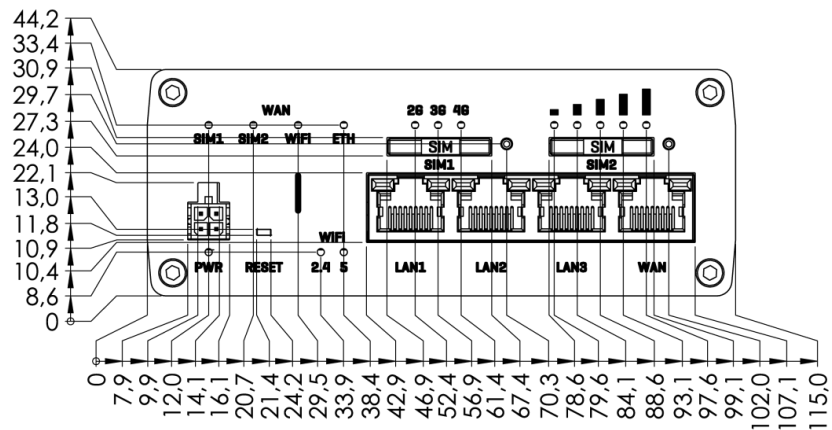 44,2
33,4
30,9
29,7
27,3
24,0
22,1
13,0
11,8
10,9
10,4
8,6
0
WAN
SIM1 SIM2 WiFi ETH
2G 3G 4G
SIM
SIM1
SIM
SIM2
WiFi
PWR RESET 2.4 5 LAN1 LAN2 LAN3 WAN
0 7,9 9,9 12,0 14,1 16,1 20,7 21,4 24,2 29,5 33,9 38,4 42,9 46,9 52,4 56,9 61,4 67,4 70,3 78,6 79,6 84,1 88,6 93,1 97,6 99,1 102,0 107,1 115,0